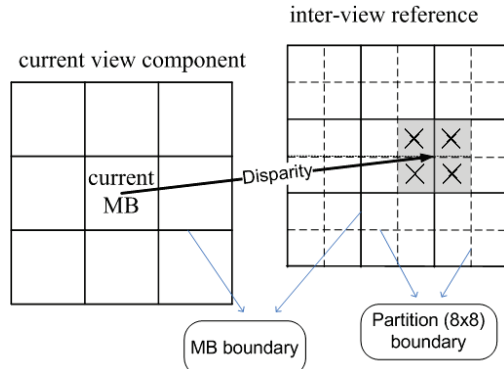 inter-view reference
current view component
current
MB
Disparity
MB boundary
Partition (8x8)
boundary